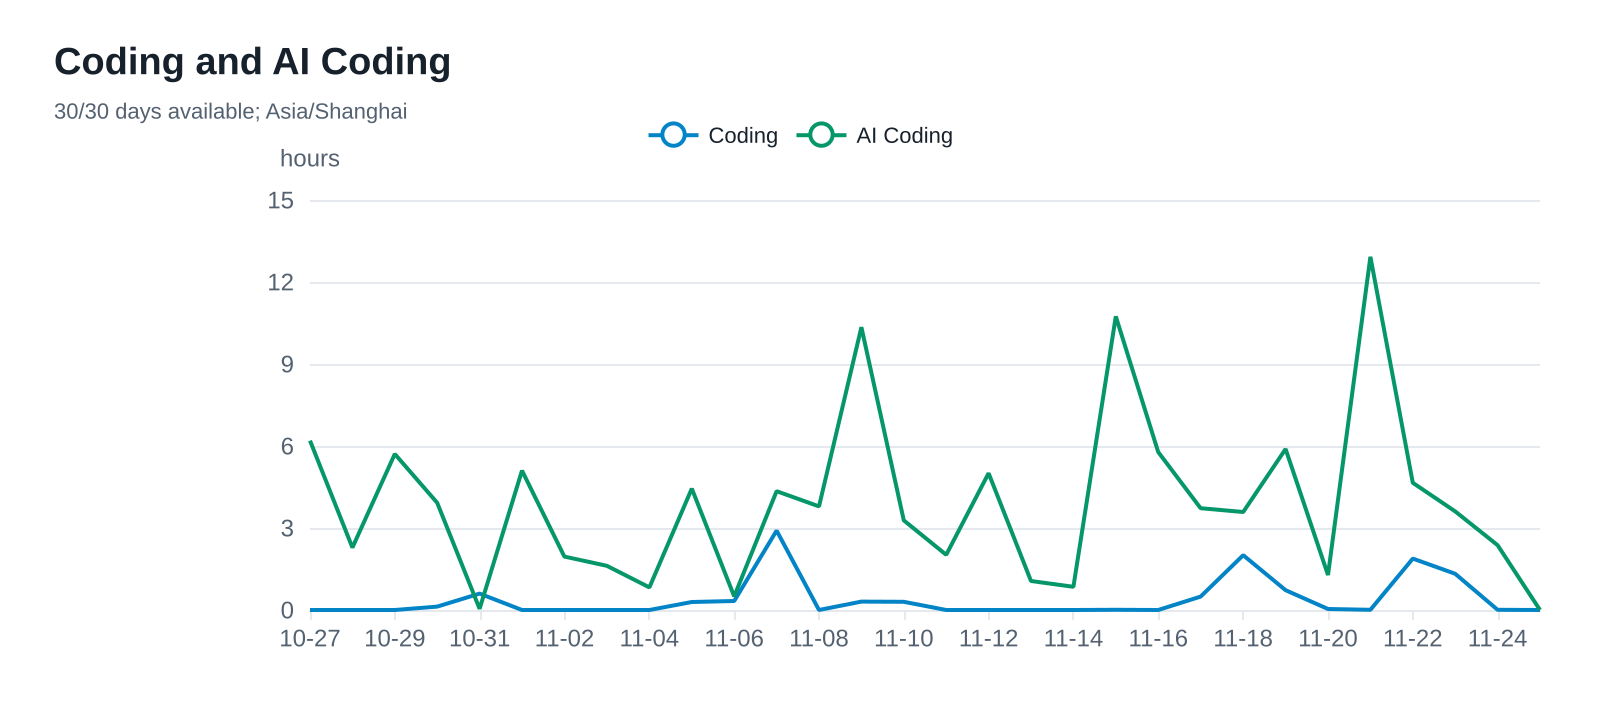 Coding and AI Coding
30/30 days available; Asia/Shanghai
Coding AI Coding
hours
15
12
9
6
3
0
10-27 10-29 10-31 11-02 11-04 11-06 11-08 11-10 11-12 11-14 11-16 11-18 11-20 11-22 11-24